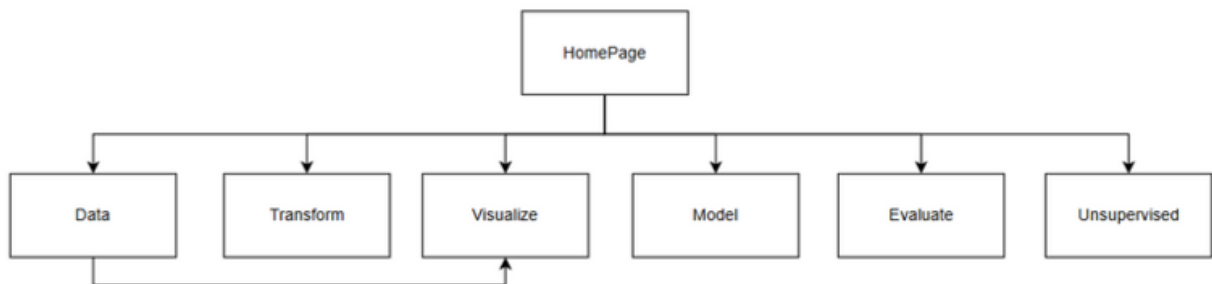 HomePage
Data
Transform
Visualize
Model
Evaluate
Unsupervised